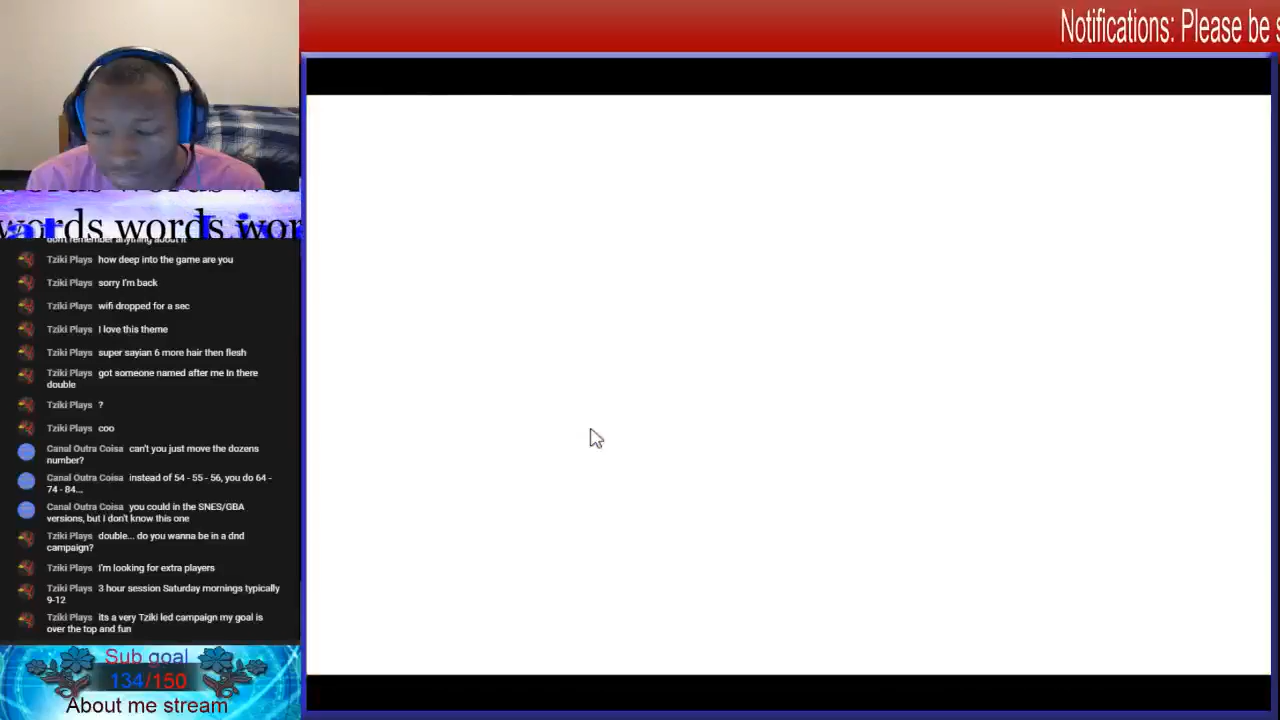 Notifications: Please be s
words words wor
don't remember anything about it
Tziki Plays how deep into the game are you
Tziki Plays sorry I'm back
Tziki Plays wifi dropped for a sec
Tziki Plays I love this theme
Tziki Plays super sayian 6 more hair then flesh
Tziki Plays got someone named after me In there
double
Tziki Plays ?
Tziki Plays coo
Canal Outra Coisa can't you just move the dozens
number?
Canal Outra Coisa instead of 54 - 55 - 56, you do 64 -
74 - 84...
Canal Outra Coisa you could in the SNES/GBA
versions, but I don't know this one
Tziki Plays double... do you wanna be in a dnd
campaign?
Tziki Plays I'm looking for extra players
Tziki Plays 3 hour session Saturday mornings typically
9-12
Tziki Plays Its a very Tziki led campaign my goal is
over the top and fun
Sub goal
134/150
About me stream